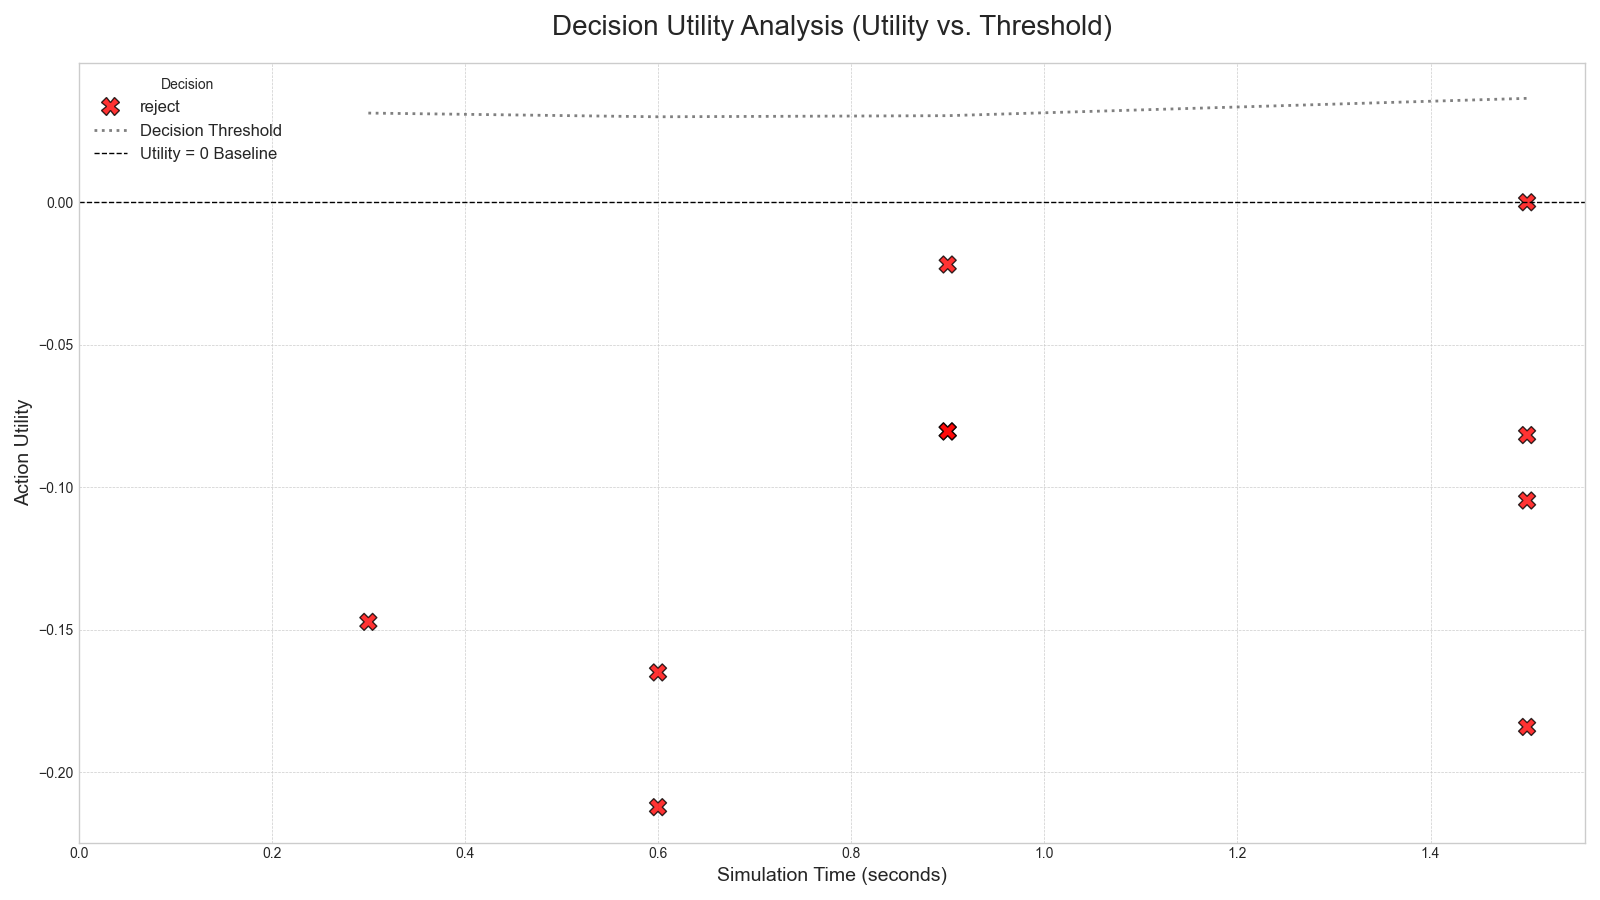 Decision Utility Analysis (Utility vs. Threshold)
Decision
reject
Decision Threshold
Utility = 0 Baseline
0.00
−0.05
−0.10
−0.15
−0.20
Action Utility
0.0 0.2 0.4 0.6 0.8 1.0 1.2 1.4
Simulation Time (seconds)